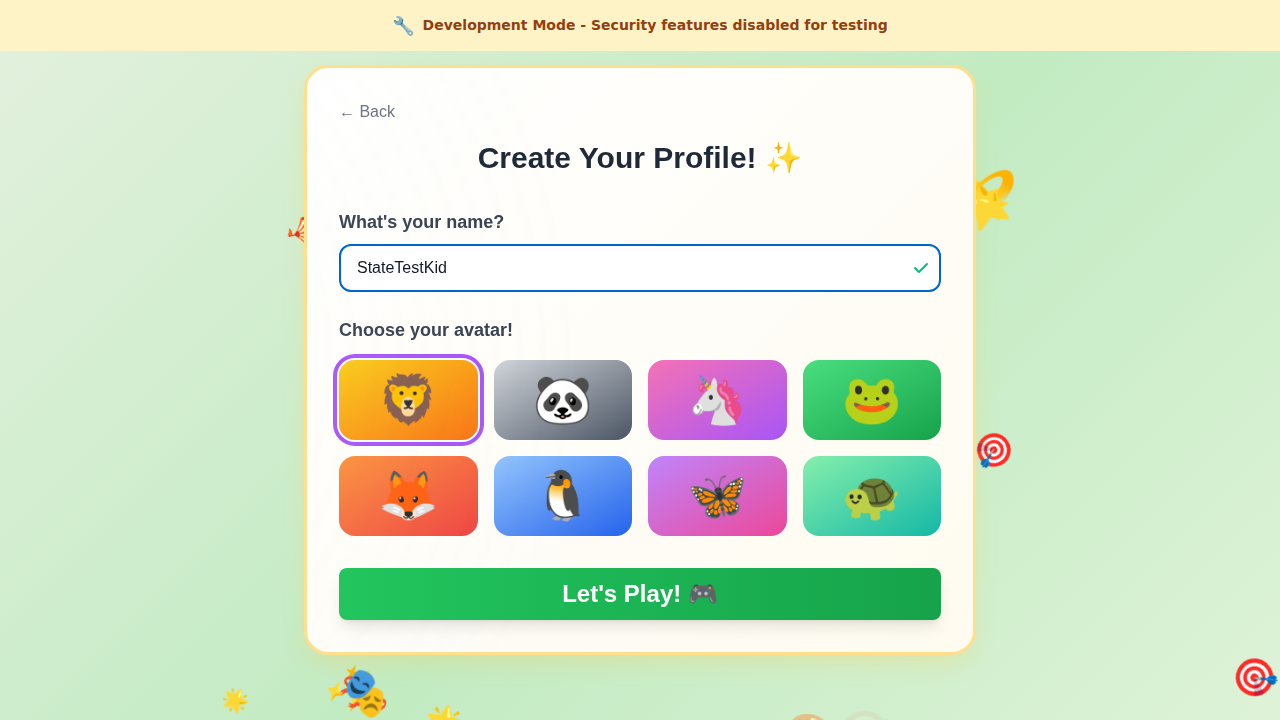 🔧 Development Mode - Security features disabled for testing
← Back
Create Your Profile! ✨
What's your name?
StateTestKid
Choose your avatar!
Let's Play! 🎮